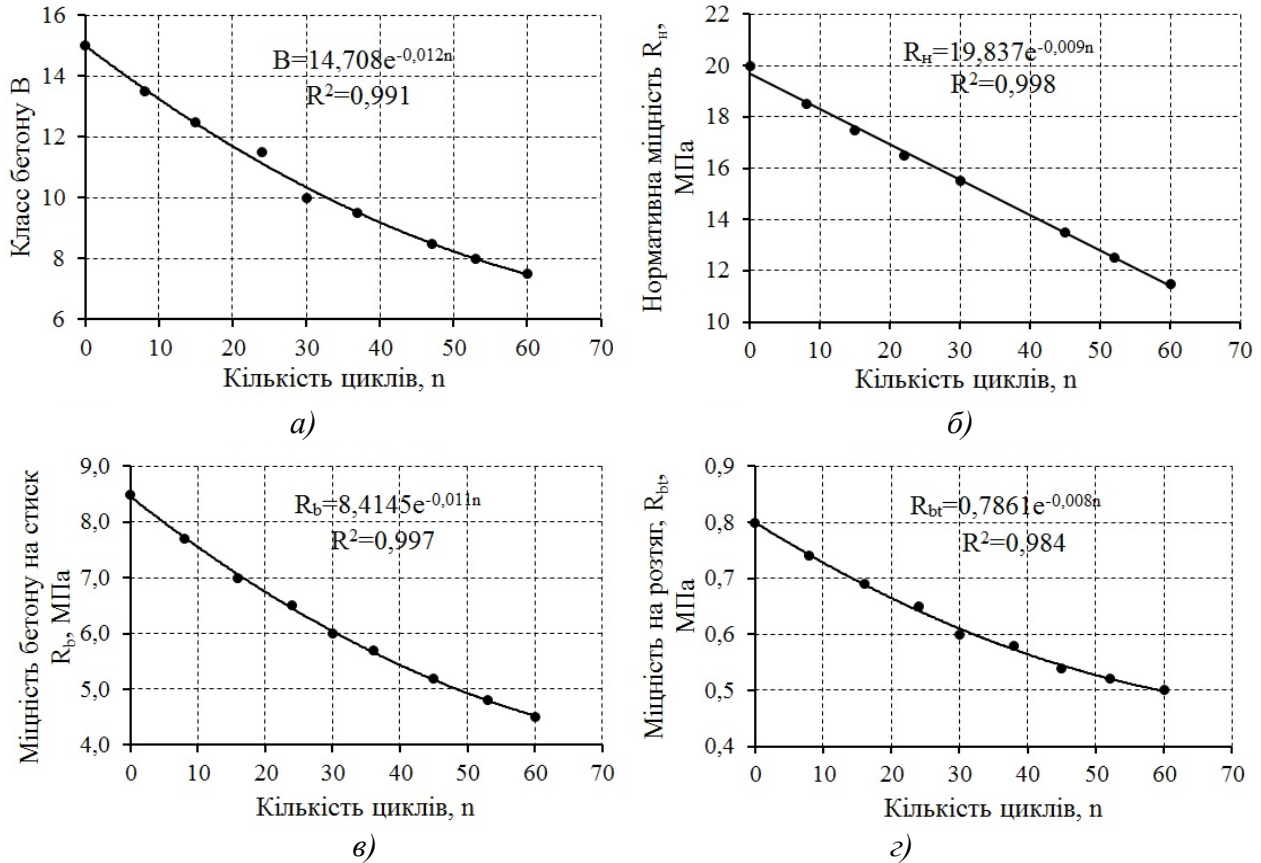 Класс бетону В
16
14
12
10
8
6
B=14,708e-0,012n
R2=0,991
0 10 20 30 40 50 60 70
Кількість циклів, n
а)
Нормативна міцність Rн,
МПа
22
20
18
16
14
12
10
Rн=19,837e-0,009n
R2=0,998
0 10 20 30 40 50 60 70
Кількість циклів, n
б)
Міцність бетону на стиск
Rb, МПа
9,0
8,0
7,0
6,0
5,0
4,0
Rb=8,4145e-0,011n
R2=0,997
0 10 20 30 40 50 60 70
Кількість циклів, n
в)
Міцність на розтяг, Rbt,
МПа
0,9
0,8
0,7
0,6
0,5
0,4
Rbt=0,7861e-0,008n
R2=0,984
0 10 20 30 40 50 60 70
Кількість циклів, n
г)